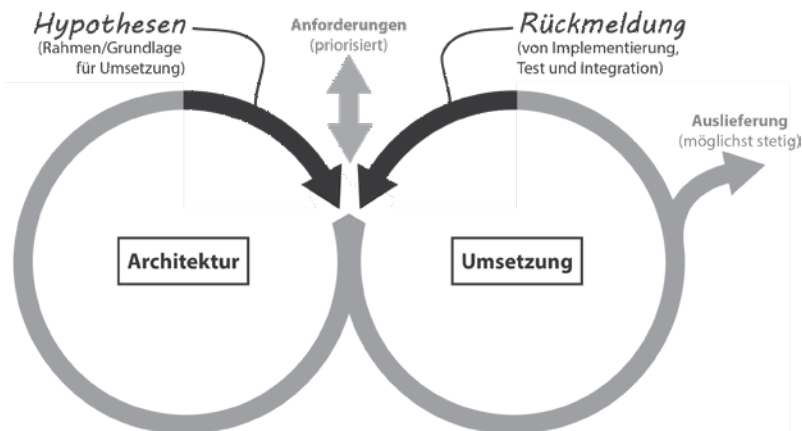 Hypothesen
(Rahmen/Grundlage
für Umsetzung)
Anforderungen
(priorisiert)
Rückmeldung
(von Implementierung,
Test und Integration)
Auslieferung
(möglichst stetig)
Architektur
Umsetzung